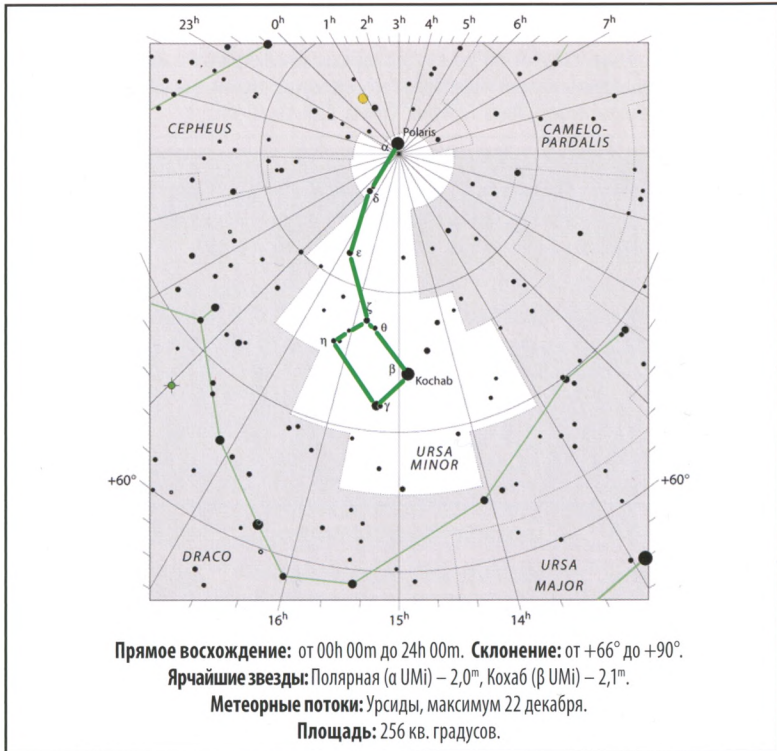 23ʰ 0ʰ 1ʰ 2ʰ 3ʰ 4ʰ 5ʰ 6ʰ 7ʰ
Polaris
CEPHEUS
CAMELO-
PARDALIS
α
δ
ε
ζ
θ
η
β
Kochab
γ
URSA
MINOR
+60° +60°
DRACO
URSA
MAJOR
16ʰ 15ʰ 14ʰ
Прямое восхождение: от 00h 00m до 24h 00m. Склонение: от +66° до +90°.
Ярчайшие звезды: Полярная (α UMi) – 2,0ᵐ, Кохаб (β UMi) – 2,1ᵐ.
Метеорные потоки: Урсиды, максимум 22 декабря.
Площадь: 256 кв. градусов.